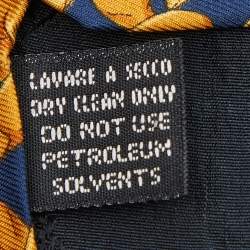 LAVARE A SECCO
DRY CLEAN ONLY
DO NOT USE
PETROLEUM
SOLVENTS